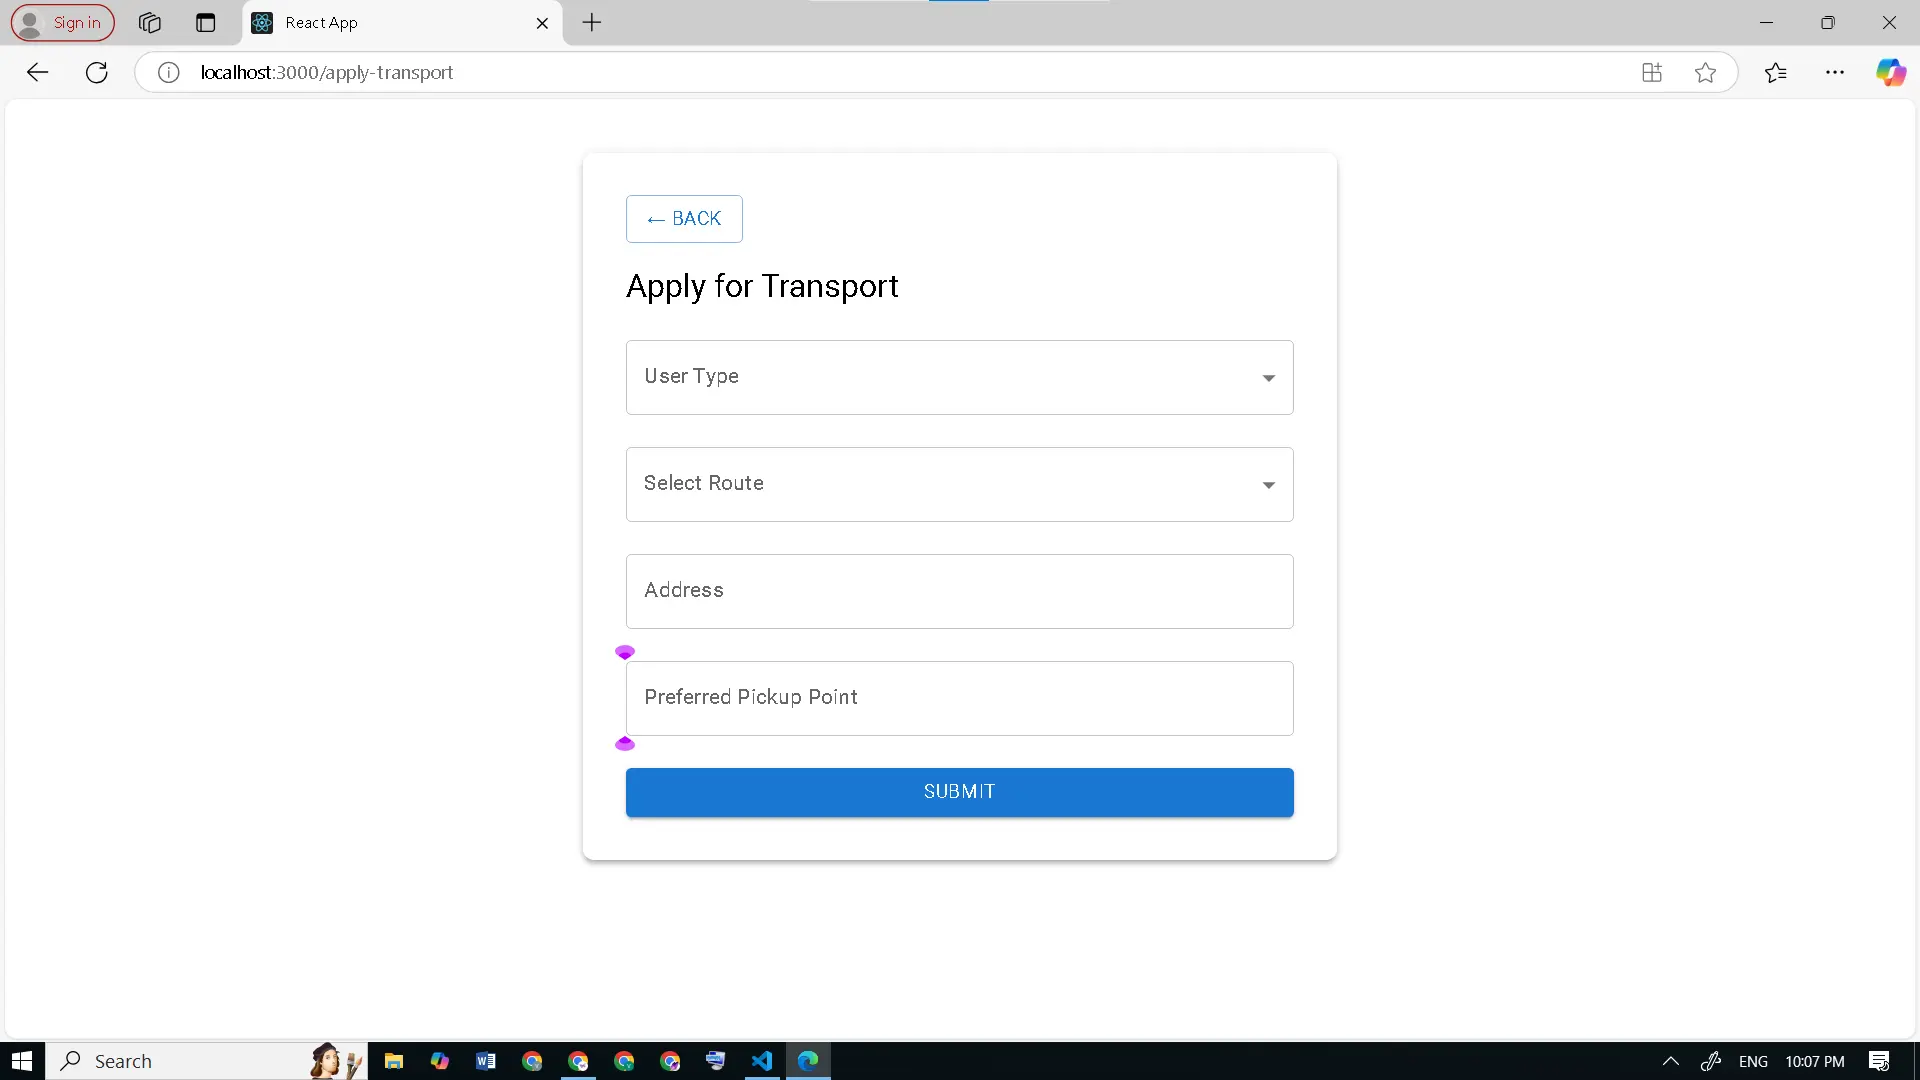 Sign in
React App
localhost:3000/apply-transport
← BACK
Apply for Transport
User Type
Select Route
Address
Preferred Pickup Point
SUBMIT
Search
ENG
10:07 PM